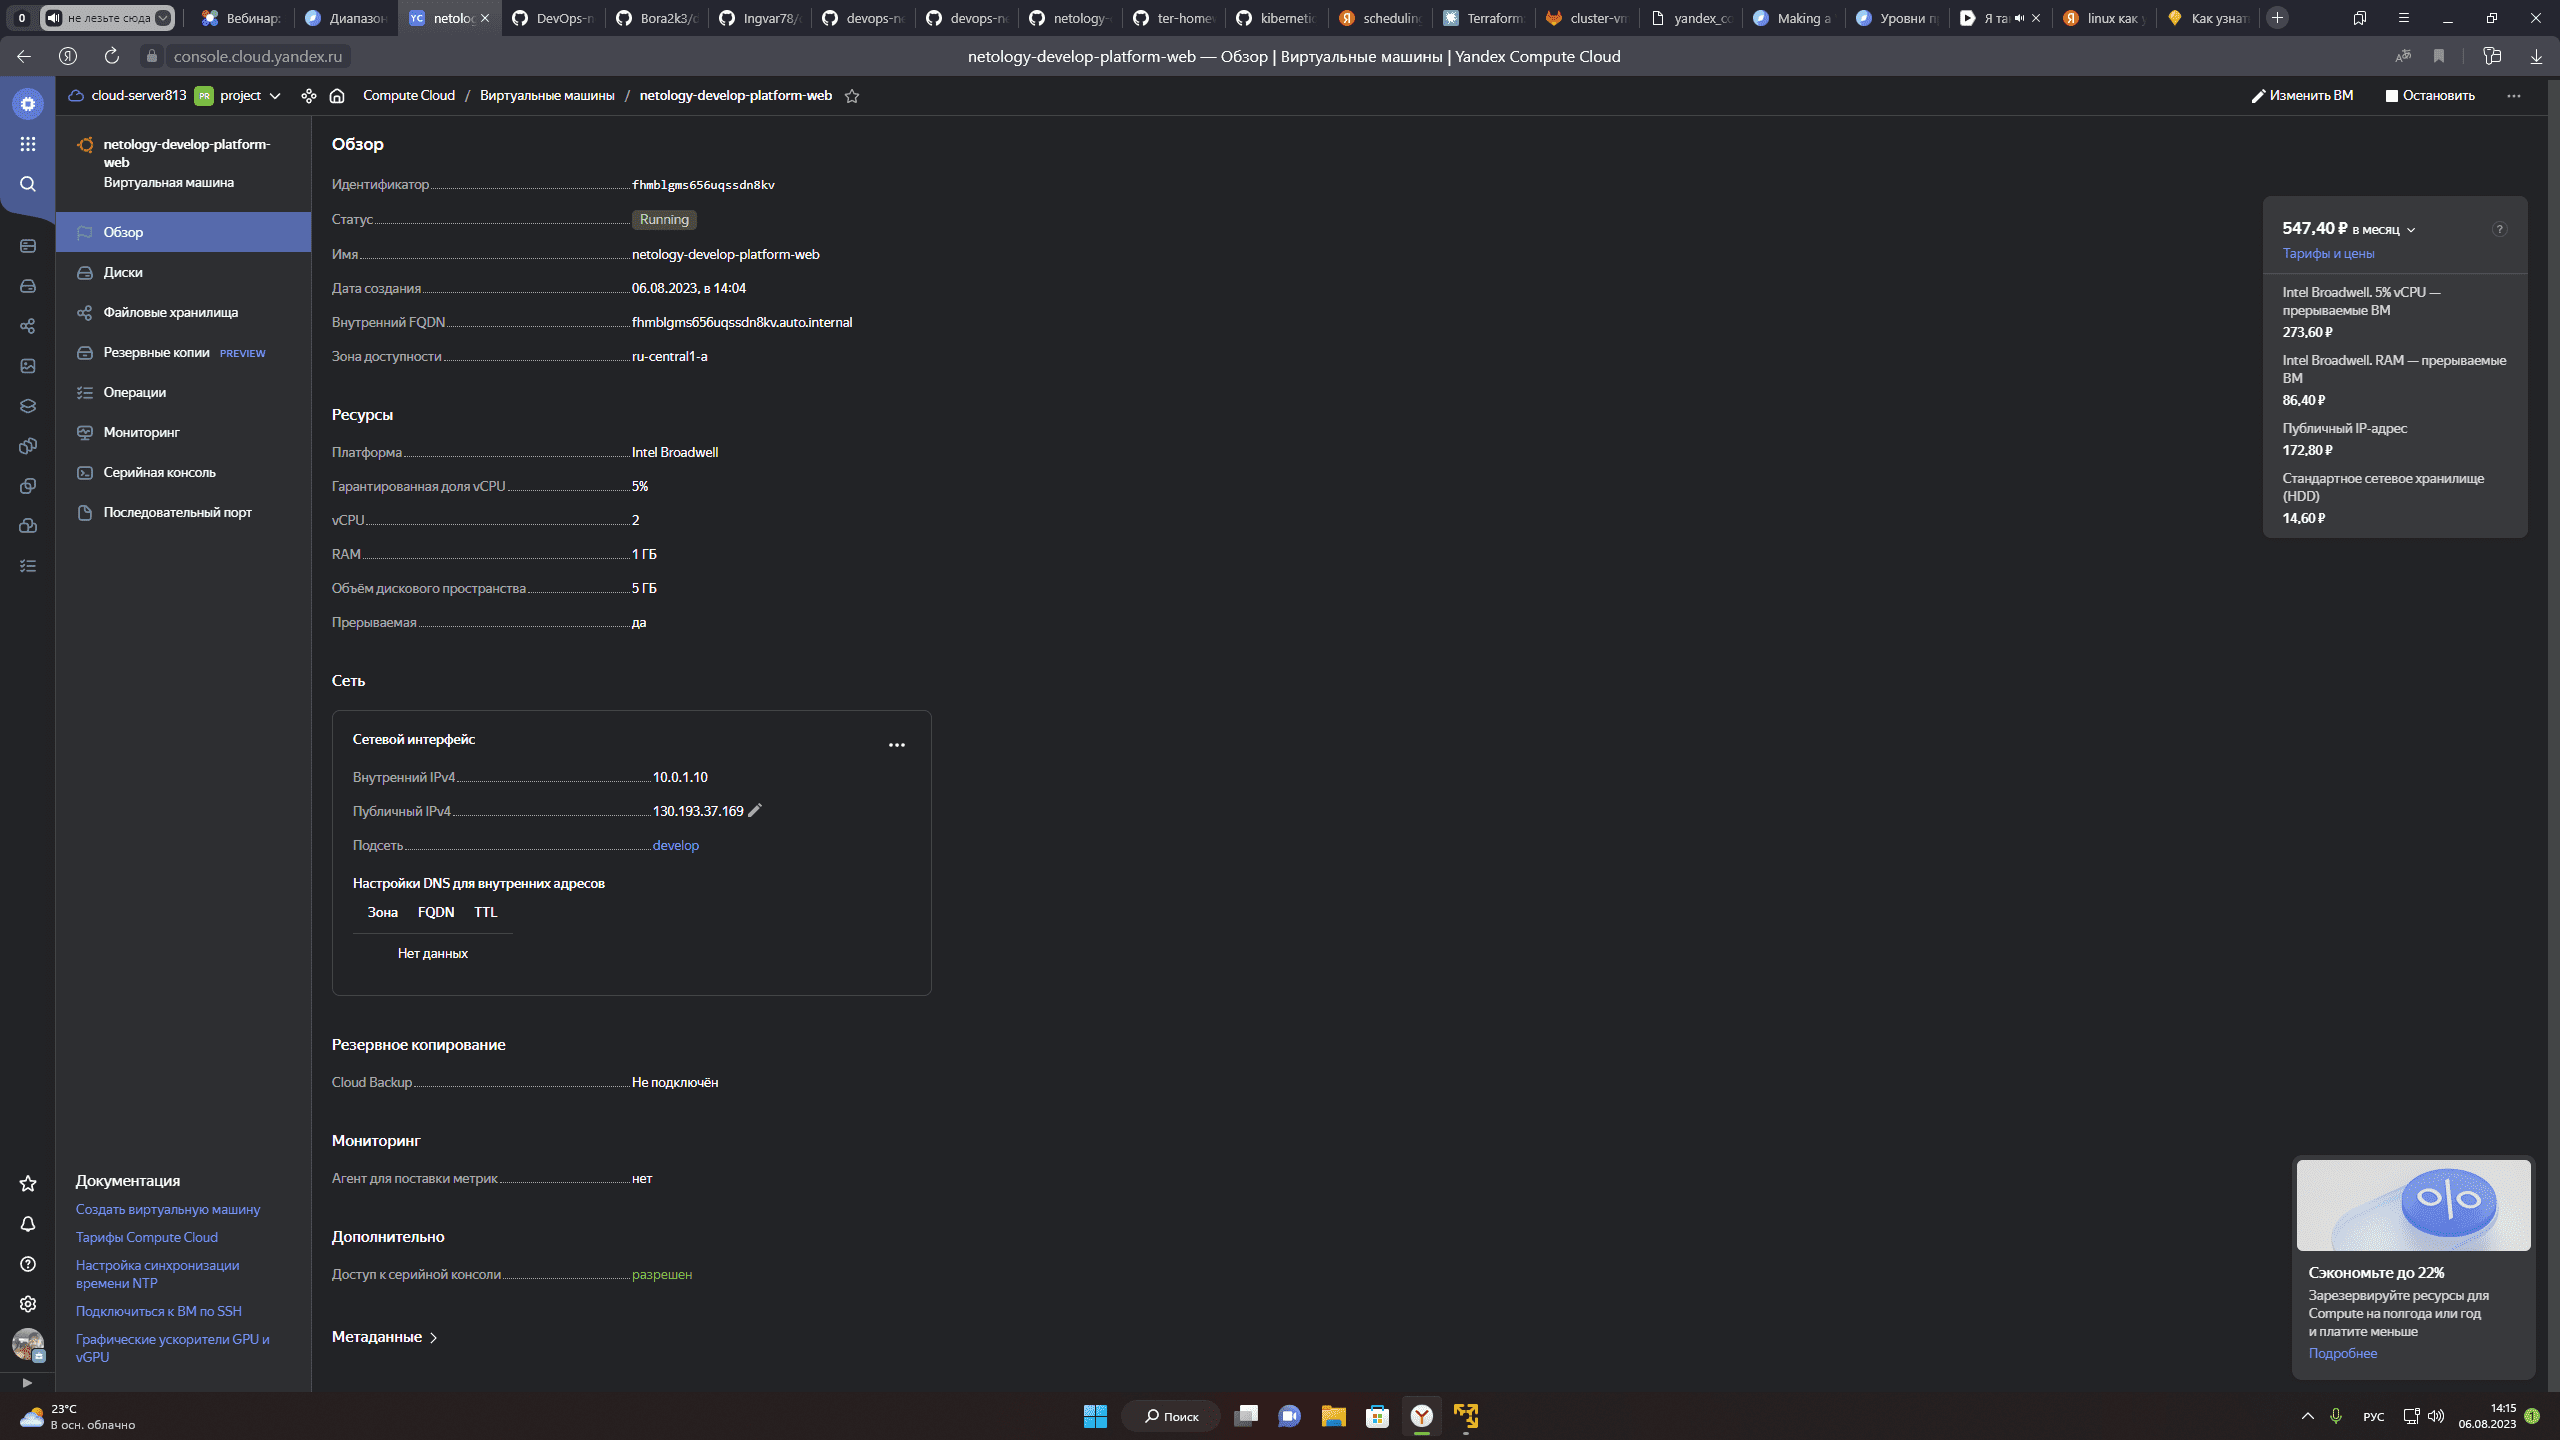 0 не лезьте сюда Вебинар: Диапазон netolog DevOps-n Bora2k3/d Ingvar78/ devops-ne devops-ne netology- ter-homew kibernetic scheduling Terraform: cluster-vm yandex_co Making a Уровни п Я та linux как Как узнат
console.cloud.yandex.ru netology-develop-platform-web — Обзор | Виртуальные машины | Yandex Compute Cloud
cloud-server813 PR project Compute Cloud / Виртуальные машины / netology-develop-platform-web Изменить ВМ Остановить
netology-develop-platform-
web
Виртуальная машина
Обзор
Диски
Файловые хранилища
Резервные копии PREVIEW
Операции
Мониторинг
Серийная консоль
Последовательный порт
Документация
Создать виртуальную машину
Тарифы Compute Cloud
Настройка синхронизации
времени NTP
Подключиться к ВМ по SSH
Графические ускорители GPU и
vGPU
Обзор
Идентификатор fhmblgms656uqssdn8kv
Статус Running
Имя netology-develop-platform-web
Дата создания 06.08.2023, в 14:04
Внутренний FQDN fhmblgms656uqssdn8kv.auto.internal
Зона доступности ru-central1-a
Ресурсы
Платформа Intel Broadwell
Гарантированная доля vCPU 5%
vCPU 2
RAM 1 ГБ
Объём дискового пространства 5 ГБ
Прерываемая да
Сеть
Сетевой интерфейс
Внутренний IPv4 10.0.1.10
Публичный IPv4 130.193.37.169
Подсеть develop
Настройки DNS для внутренних адресов
Зона FQDN TTL
Нет данных
Резервное копирование
Cloud Backup Не подключён
Мониторинг
Агент для поставки метрик нет
Дополнительно
Доступ к серийной консоли разрешен
Метаданные
547,40 ₽ в месяц ?
Тарифы и цены
Intel Broadwell. 5% vCPU —
прерываемые ВМ
273,60 ₽
Intel Broadwell. RAM — прерываемые
ВМ
86,40 ₽
Публичный IP-адрес
172,80 ₽
Стандартное сетевое хранилище
(HDD)
14,60 ₽
%
Сэкономьте до 22%
Зарезервируйте ресурсы для
Compute на полгода или год
и платите меньше
Подробнее
23°C
В осн. облачно
Поиск
РУС
14:15
06.08.2023
1